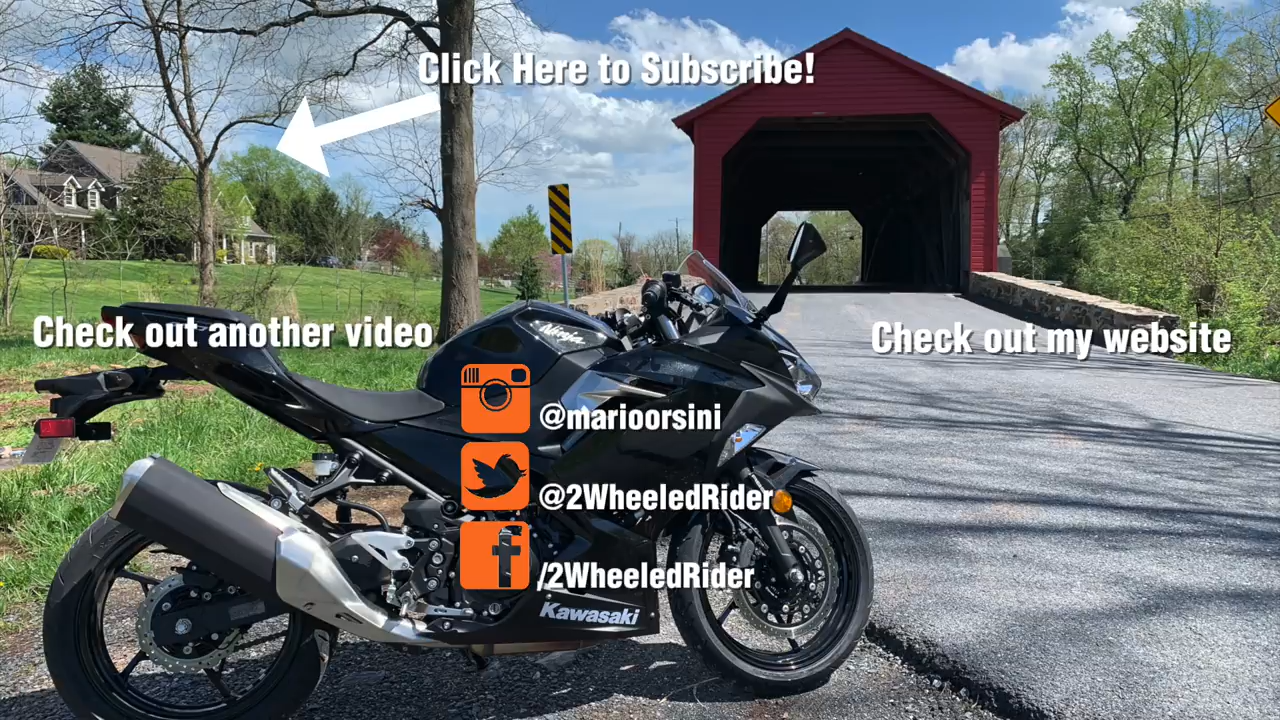 Click Here to Subscribe!
Check out another video
Check out my website
Ninja
@marioorsini
@2WheeledRider
/2WheeledRider
Kawasaki